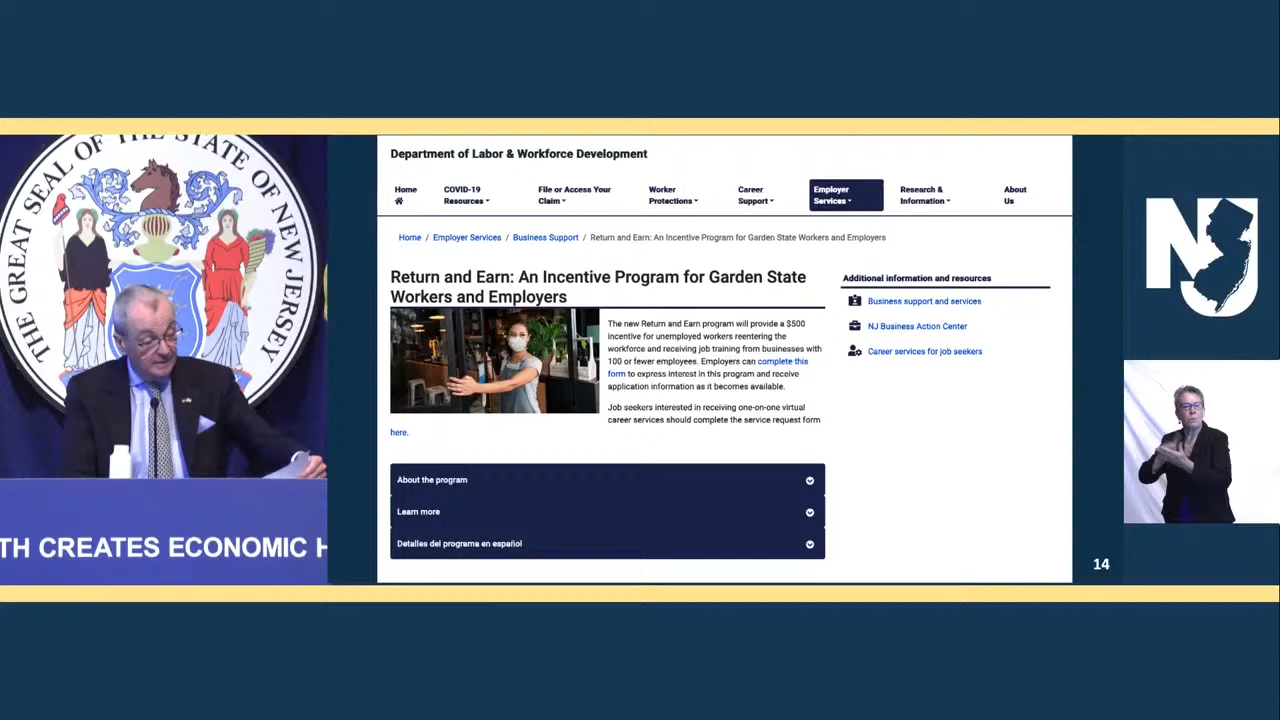 THE GREAT SEAL OF THE STATE OF NEW JERSEY
TH CREATES ECONOMIC H
Department of Labor & Workforce Development
Home
COVID-19 Resources
File or Access Your Claim
Worker Protections
Career Support
Employer Services
Research & Information
About Us
Home / Employer Services / Business Support / Return and Earn: An Incentive Program for Garden State Workers and Employers
Return and Earn: An Incentive Program for Garden State
Workers and Employers
The new Return and Earn program will provide a $500
incentive for unemployed workers reentering the
workforce and receiving job training from businesses with
100 or fewer employees. Employers can complete this
form to express interest in this program and receive
application information as it becomes available.
Job seekers interested in receiving one-on-one virtual
career services should complete the service request form
here.
About the program
Learn more
Detalles del programa en español
Additional information and resources
Business support and services
NJ Business Action Center
Career services for job seekers
14
NJ